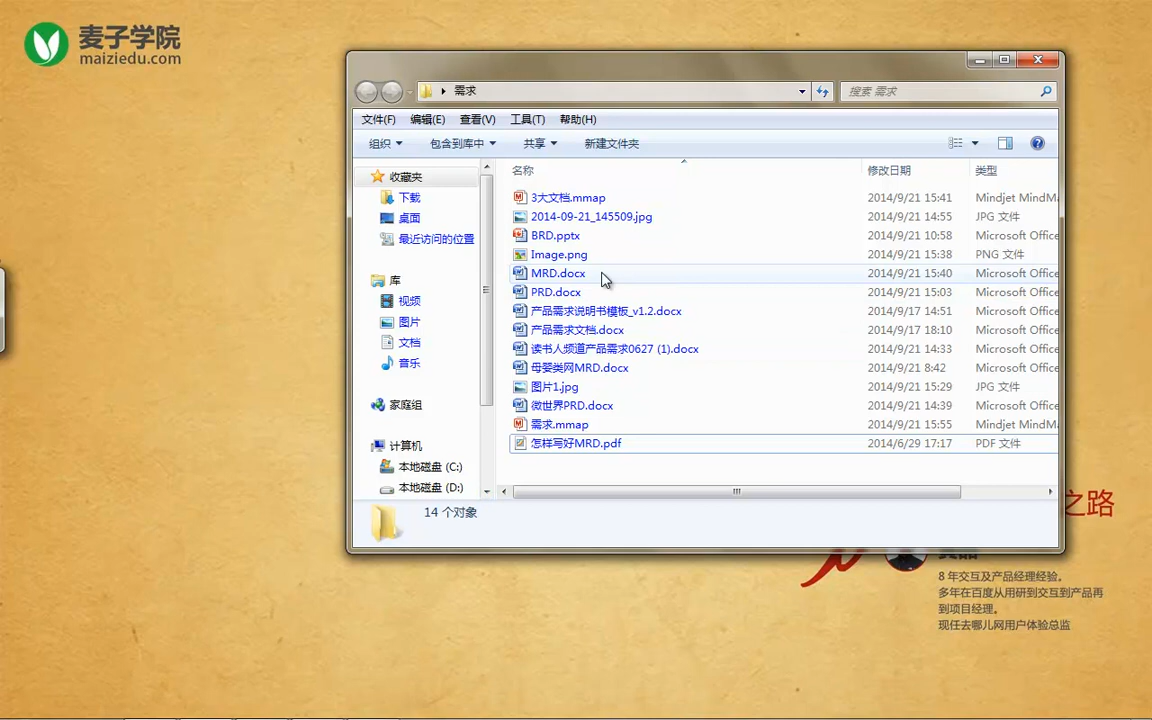 麦子学院
maiziedu.com
需求
搜索 需求
文件(F) 编辑(E) 查看(V) 工具(T) 帮助(H)
组织 包含到库中 共享 新建文件夹
收藏夹
下载
桌面
最近访问的位置
库
视频
图片
文档
音乐
家庭组
计算机
本地磁盘 (C:)
本地磁盘 (D:)
名称 修改日期 类型
3大文档.mmap 2014/9/21 15:41 Mindjet MindMa
2014-09-21_145509.jpg 2014/9/21 14:55 JPG 文件
BRD.pptx 2014/9/21 10:58 Microsoft Office
Image.png 2014/9/21 15:38 PNG 文件
MRD.docx 2014/9/21 15:40 Microsoft Office
PRD.docx 2014/9/21 15:03 Microsoft Office
产品需求说明书模板_v1.2.docx 2014/9/17 14:51 Microsoft Office
产品需求文档.docx 2014/9/17 18:10 Microsoft Office
读书人频道产品需求0627 (1).docx 2014/9/21 14:33 Microsoft Office
母婴类网MRD.docx 2014/9/21 8:42 Microsoft Office
图片1.jpg 2014/9/21 15:29 JPG 文件
微世界PRD.docx 2014/9/21 14:39 Microsoft Office
需求.mmap 2014/9/21 15:55 Mindjet MindMa
怎样写好MRD.pdf 2014/6/29 17:17 PDF 文件
14 个对象
之路
8 年交互及产品经理经验。
多年在百度从用研到交互到产品再
到项目经理。
现任去哪儿网用户体验总监